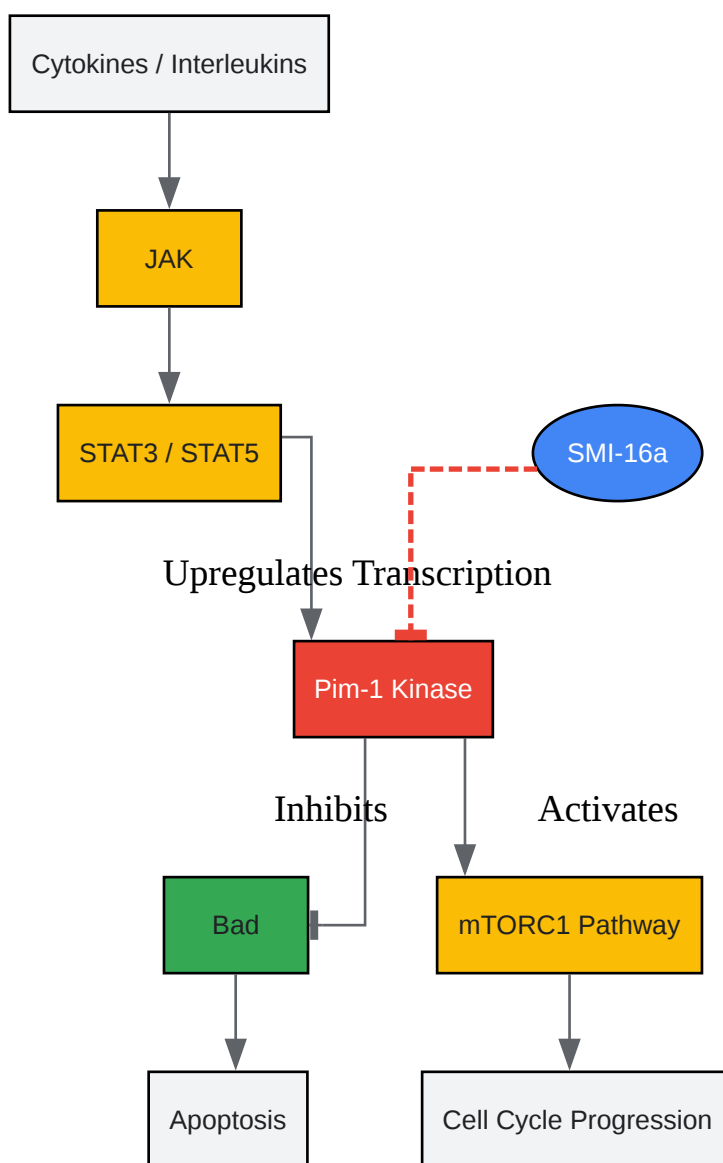 Cytokines / Interleukins
JAK
STAT3 / STAT5
SMI-16a
Upregulates Transcription
Pim-1 Kinase
Inhibits
Activates
Bad
mTORC1 Pathway
Apoptosis
Cell Cycle Progression